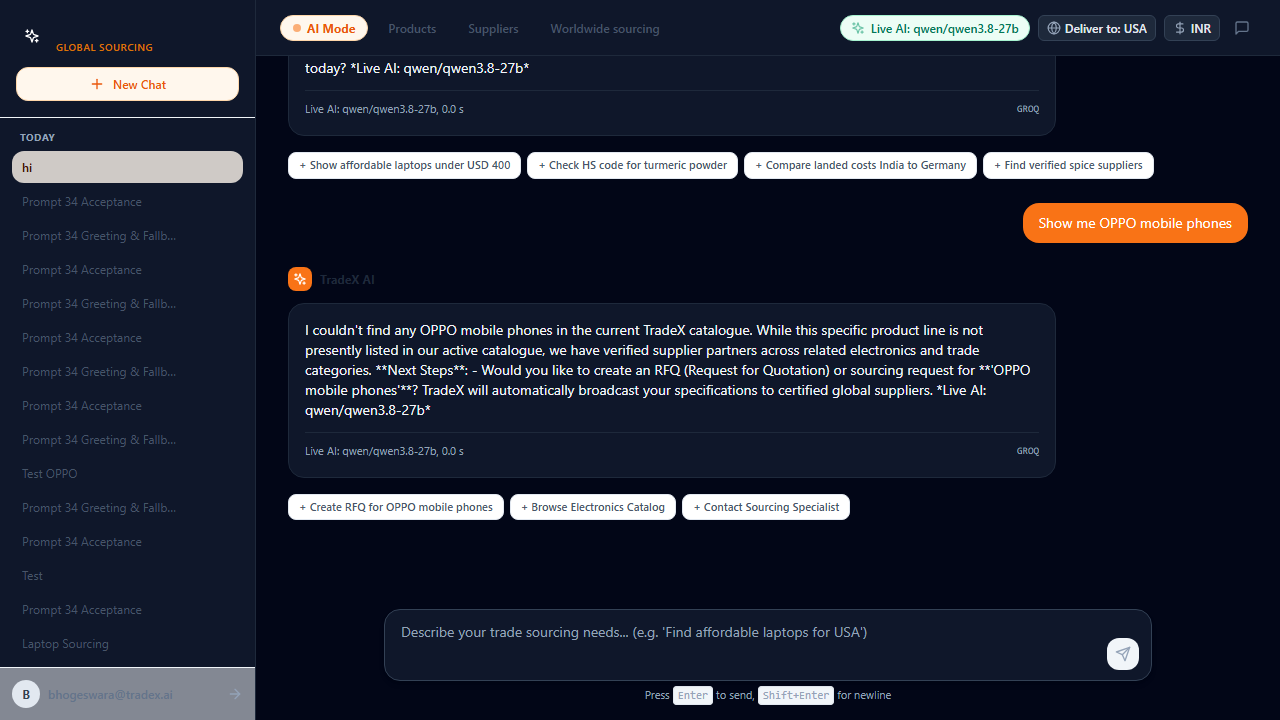 GLOBAL SOURCING
+ New Chat
TODAY
hi
Prompt 34 Acceptance
Prompt 34 Greeting & Fallb...
Prompt 34 Acceptance
Prompt 34 Greeting & Fallb...
Prompt 34 Acceptance
Prompt 34 Greeting & Fallb...
Prompt 34 Acceptance
Prompt 34 Greeting & Fallb...
Test OPPO
Prompt 34 Greeting & Fallb...
Prompt 34 Acceptance
Test
Prompt 34 Acceptance
Laptop Sourcing
B bhogeswara@tradex.ai
AI Mode Products Suppliers Worldwide sourcing Live AI: qwen/qwen3.8-27b Deliver to: USA $ INR
today? *Live AI: qwen/qwen3.8-27b*
Live AI: qwen/qwen3.8-27b, 0.0 s GROQ
+ Show affordable laptops under USD 400 + Check HS code for turmeric powder + Compare landed costs India to Germany + Find verified spice suppliers
Show me OPPO mobile phones
TradeX AI
I couldn't find any OPPO mobile phones in the current TradeX catalogue. While this specific product line is not
presently listed in our active catalogue, we have verified supplier partners across related electronics and trade
categories. **Next Steps**: - Would you like to create an RFQ (Request for Quotation) or sourcing request for **'OPPO
mobile phones'**? TradeX will automatically broadcast your specifications to certified global suppliers. *Live AI:
qwen/qwen3.8-27b*
Live AI: qwen/qwen3.8-27b, 0.0 s GROQ
+ Create RFQ for OPPO mobile phones + Browse Electronics Catalog + Contact Sourcing Specialist
Describe your trade sourcing needs... (e.g. 'Find affordable laptops for USA')
Press Enter to send, Shift+Enter for newline